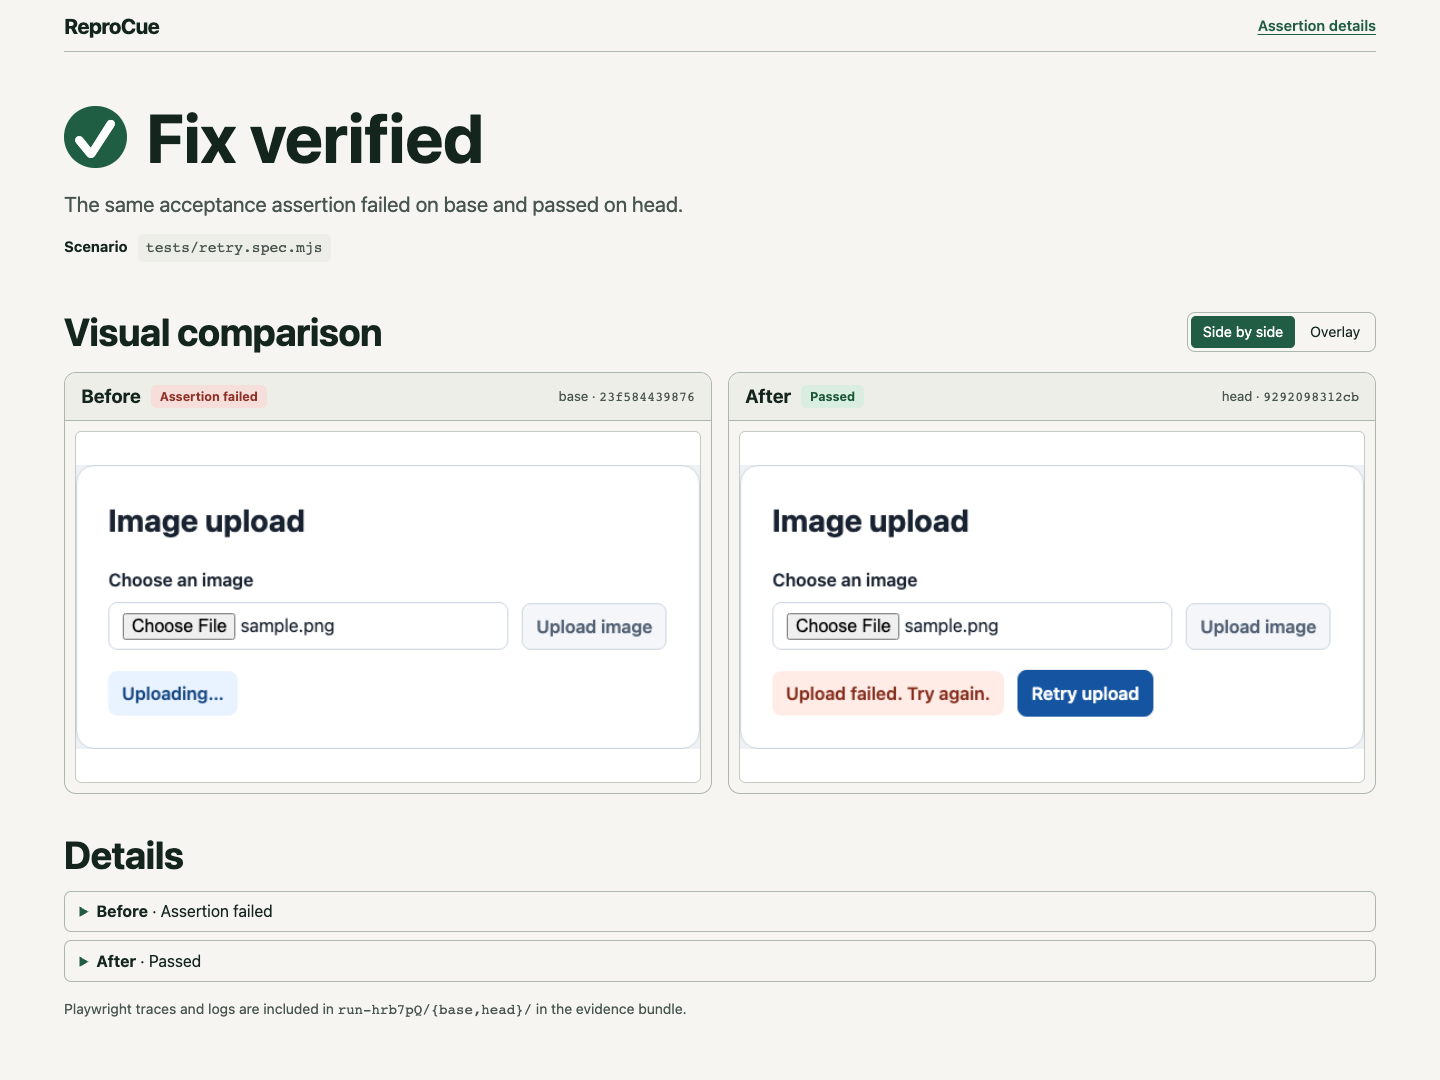 ReproCue
Assertion details
Fix verified
The same acceptance assertion failed on base and passed on head.
Scenario tests/retry.spec.mjs
Visual comparison
Side by side Overlay
Before Assertion failed base · 23f584439876
Image upload
Choose an image
Choose File sample.png Upload image
Uploading...
After Passed head · 9292098312cb
Image upload
Choose an image
Choose File sample.png Upload image
Upload failed. Try again. Retry upload
Details
Before · Assertion failed
After · Passed
Playwright traces and logs are included in run-hrb7pQ/{base,head}/ in the evidence bundle.